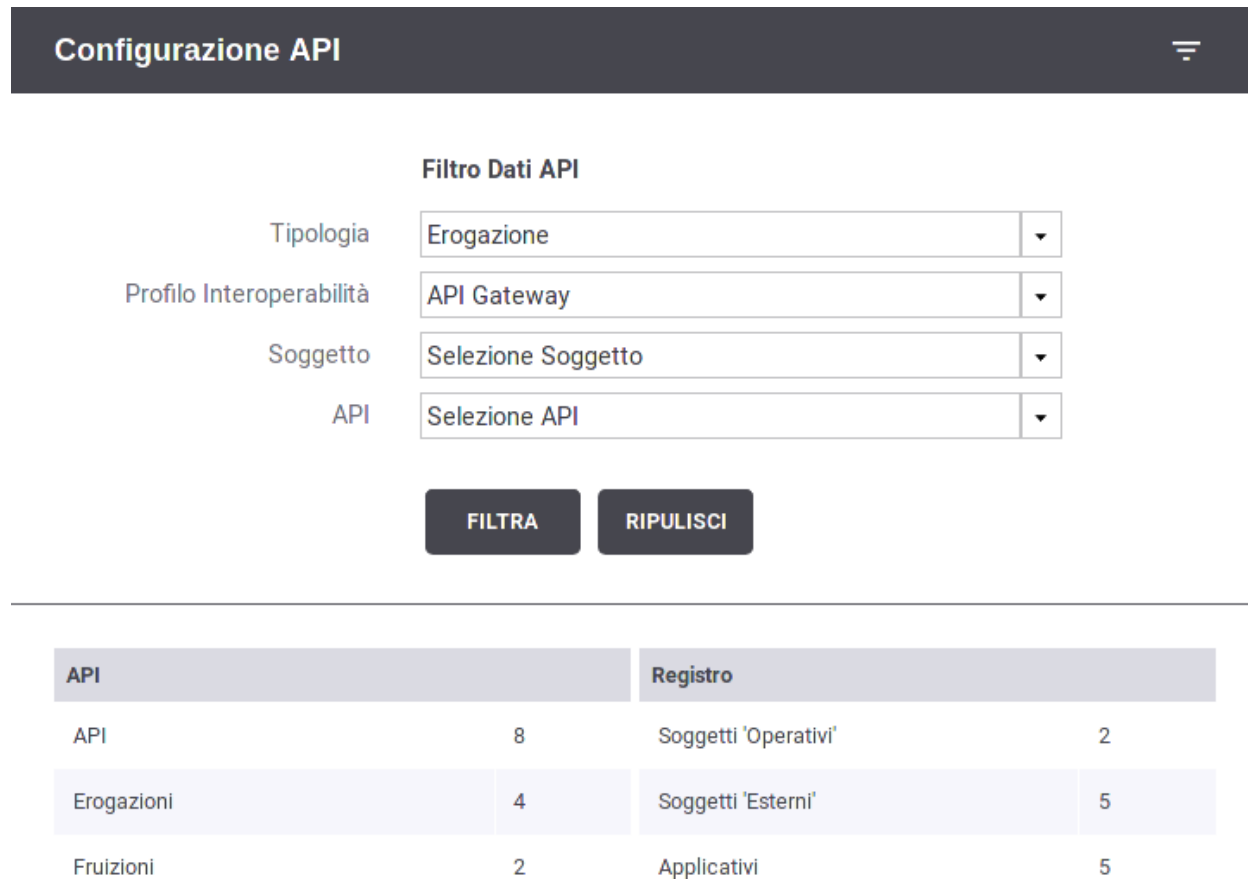 Configurazione API
Filtro Dati API
Tipologia Erogazione
Profilo Interoperabilità API Gateway
Soggetto Selezione Soggetto
API Selezione API
FILTRA RIPULISCI
API Registro
API 8 Soggetti 'Operativi' 2
Erogazioni 4 Soggetti 'Esterni' 5
Fruizioni 2 Applicativi 5